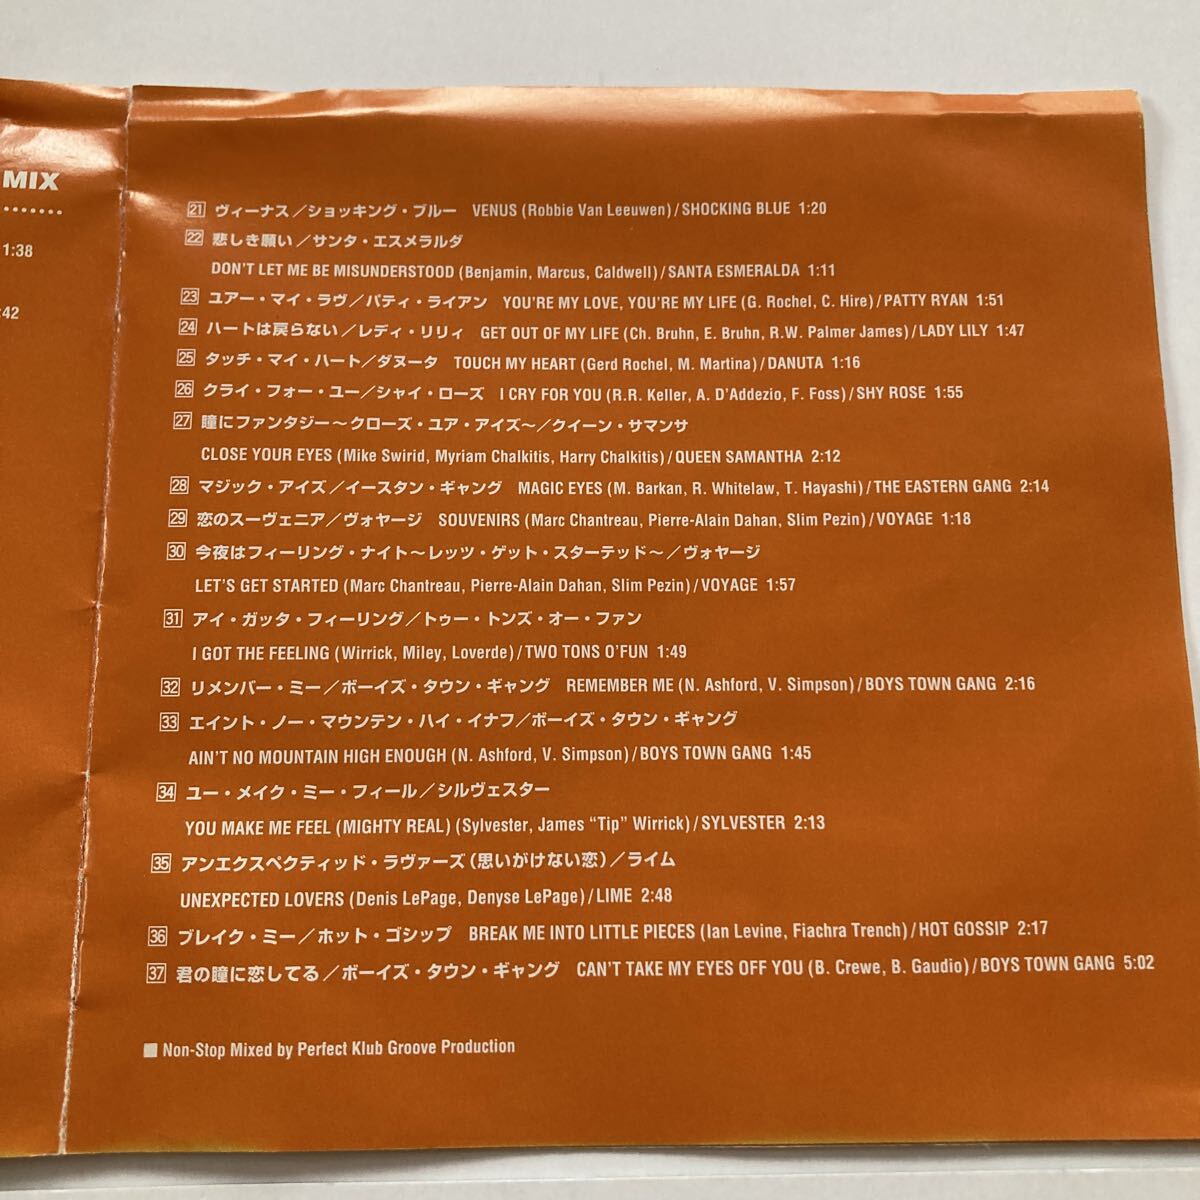 MIX
1:38
:42
21 ヴィーナス／ショッキング・ブルー VENUS (Robbie Van Leeuwen)/SHOCKING BLUE 1:20
22 悲しき願い／サンタ・エスメラルダ
DON'T LET ME BE MISUNDERSTOOD (Benjamin, Marcus, Caldwell)/SANTA ESMERALDA 1:11
23 ユアー・マイ・ラヴ／パティ・ライアン YOU'RE MY LOVE, YOU'RE MY LIFE (G. Rochel, C. Hire)/PATTY RYAN 1:51
24 ハートは戻らない／レディ・リリィ GET OUT OF MY LIFE (Ch. Bruhn, E. Bruhn, R.W. Palmer James)/LADY LILY 1:47
25 タッチ・マイ・ハート／ダヌータ TOUCH MY HEART (Gerd Rochel, M. Martina)/DANUTA 1:16
26 クライ・フォー・ユー／シャイ・ローズ I CRY FOR YOU (R.R. Keller, A. D'Addezio, F. Foss)/SHY ROSE 1:55
27 瞳にファンタジー～クローズ・ユア・アイズ～／クイーン・サマンサ
CLOSE YOUR EYES (Mike Swirid, Myriam Chalkitis, Harry Chalkitis)/QUEEN SAMANTHA 2:12
28 マジック・アイズ／イースタン・ギャング MAGIC EYES (M. Barkan, R. Whitelaw, T. Hayashi)/THE EASTERN GANG 2:14
29 恋のスーヴェニア／ヴォヤージ SOUVENIRS (Marc Chantreau, Pierre-Alain Dahan, Slim Pezin)/VOYAGE 1:18
30 今夜はフィーリング・ナイト～レッツ・ゲット・スターテッド～／ヴォヤージ
LET'S GET STARTED (Marc Chantreau, Pierre-Alain Dahan, Slim Pezin)/VOYAGE 1:57
31 アイ・ガッタ・フィーリング／トゥー・トンズ・オー・ファン
I GOT THE FEELING (Wirrick, Miley, Loverde)/TWO TONS O'FUN 1:49
32 リメンバー・ミー／ボーイズ・タウン・ギャング REMEMBER ME (N. Ashford, V. Simpson)/BOYS TOWN GANG 2:16
33 エイント・ノー・マウンテン・ハイ・イナフ／ボーイズ・タウン・ギャング
AIN'T NO MOUNTAIN HIGH ENOUGH (N. Ashford, V. Simpson)/BOYS TOWN GANG 1:45
34 ユー・メイク・ミー・フィール／シルヴェスター
YOU MAKE ME FEEL (MIGHTY REAL) (Sylvester, James “Tip” Wirrick)/SYLVESTER 2:13
35 アンエクスペクティッド・ラヴァーズ（思いがけない恋）／ライム
UNEXPECTED LOVERS (Denis LePage, Denyse LePage)/LIME 2:48
36 ブレイク・ミー／ホット・ゴシップ BREAK ME INTO LITTLE PIECES (Ian Levine, Fiachra Trench)/HOT GOSSIP 2:17
37 君の瞳に恋してる／ボーイズ・タウン・ギャング CAN'T TAKE MY EYES OFF YOU (B. Crewe, B. Gaudio)/BOYS TOWN GANG 5:02
■ Non-Stop Mixed by Perfect Klub Groove Production